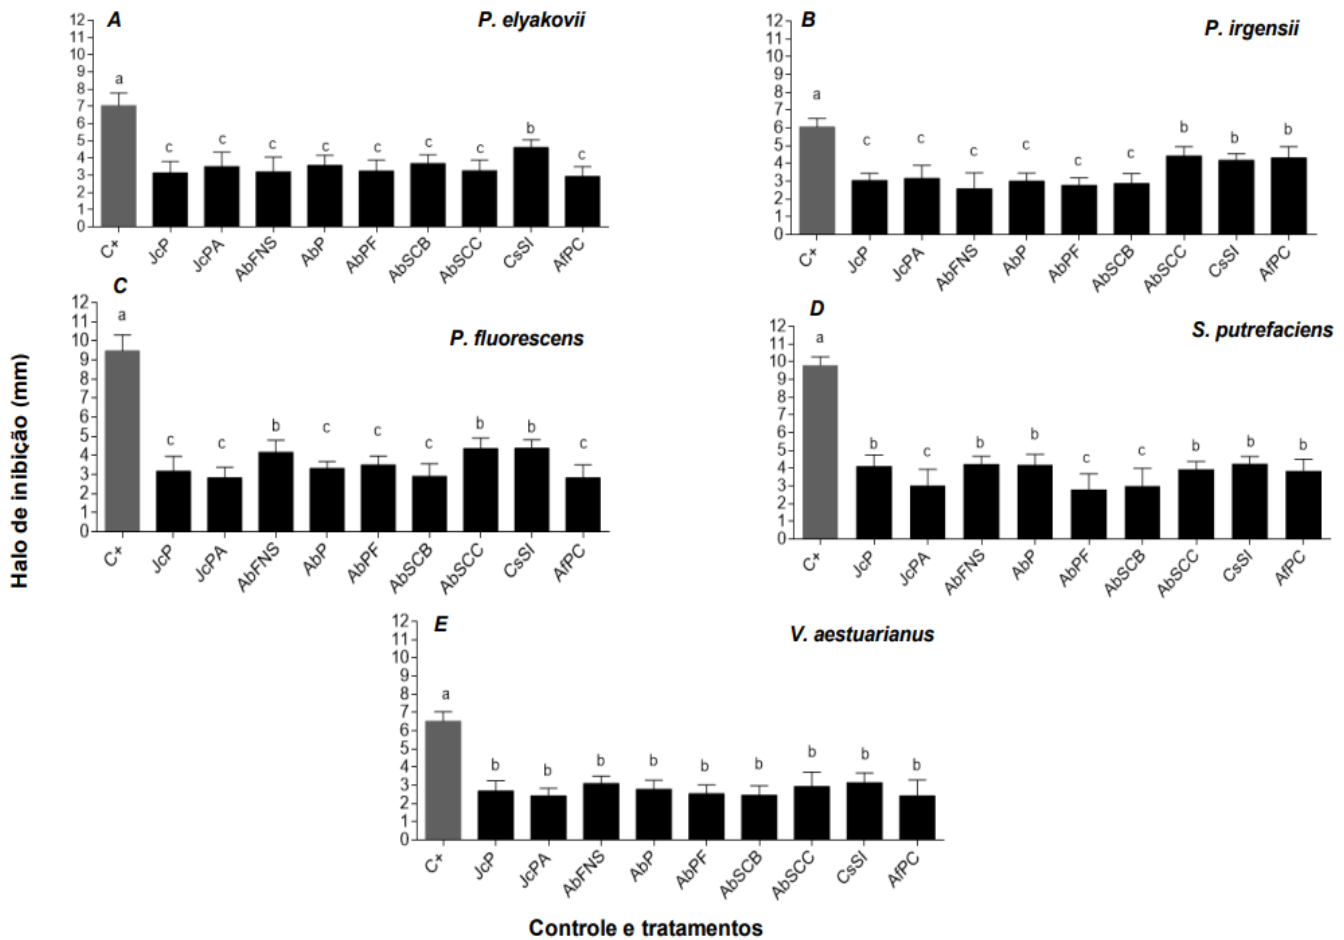 A
P. elyakovii
12
11
10
9
8
7
6
5
4
3
2
1
0
a
c
c
c
c
c
c
c
b
c
C+
JcP
JcPA
AbFNS
AbP
AbPF
AbSCB
AbSCC
CsSI
AfPC
B
P. irgensii
12
11
10
9
8
7
6
5
4
3
2
1
0
a
c
c
c
c
c
c
b
b
b
C+
JcP
JcPA
AbFNS
AbP
AbPF
AbSCB
AbSCC
CsSI
AfPC
C
P. fluorescens
12
11
10
9
8
7
6
5
4
3
2
1
0
a
c
c
b
c
c
c
b
b
c
C+
JcP
JcPA
AbFNS
AbP
AbPF
AbSCB
AbSCC
CsSI
AfPC
D
S. putrefaciens
12
11
10
9
8
7
6
5
4
3
2
1
0
a
b
c
b
b
c
c
b
b
b
C+
JcP
JcPA
AbFNS
AbP
AbPF
AbSCB
AbSCC
CsSI
AfPC
Halo de inibição (mm)
E
V. aestuarianus
12
11
10
9
8
7
6
5
4
3
2
1
0
a
b
b
b
b
b
b
b
b
b
C+
JcP
JcPA
AbFNS
AbP
AbPF
AbSCB
AbSCC
CsSI
AfPC
Controle e tratamentos